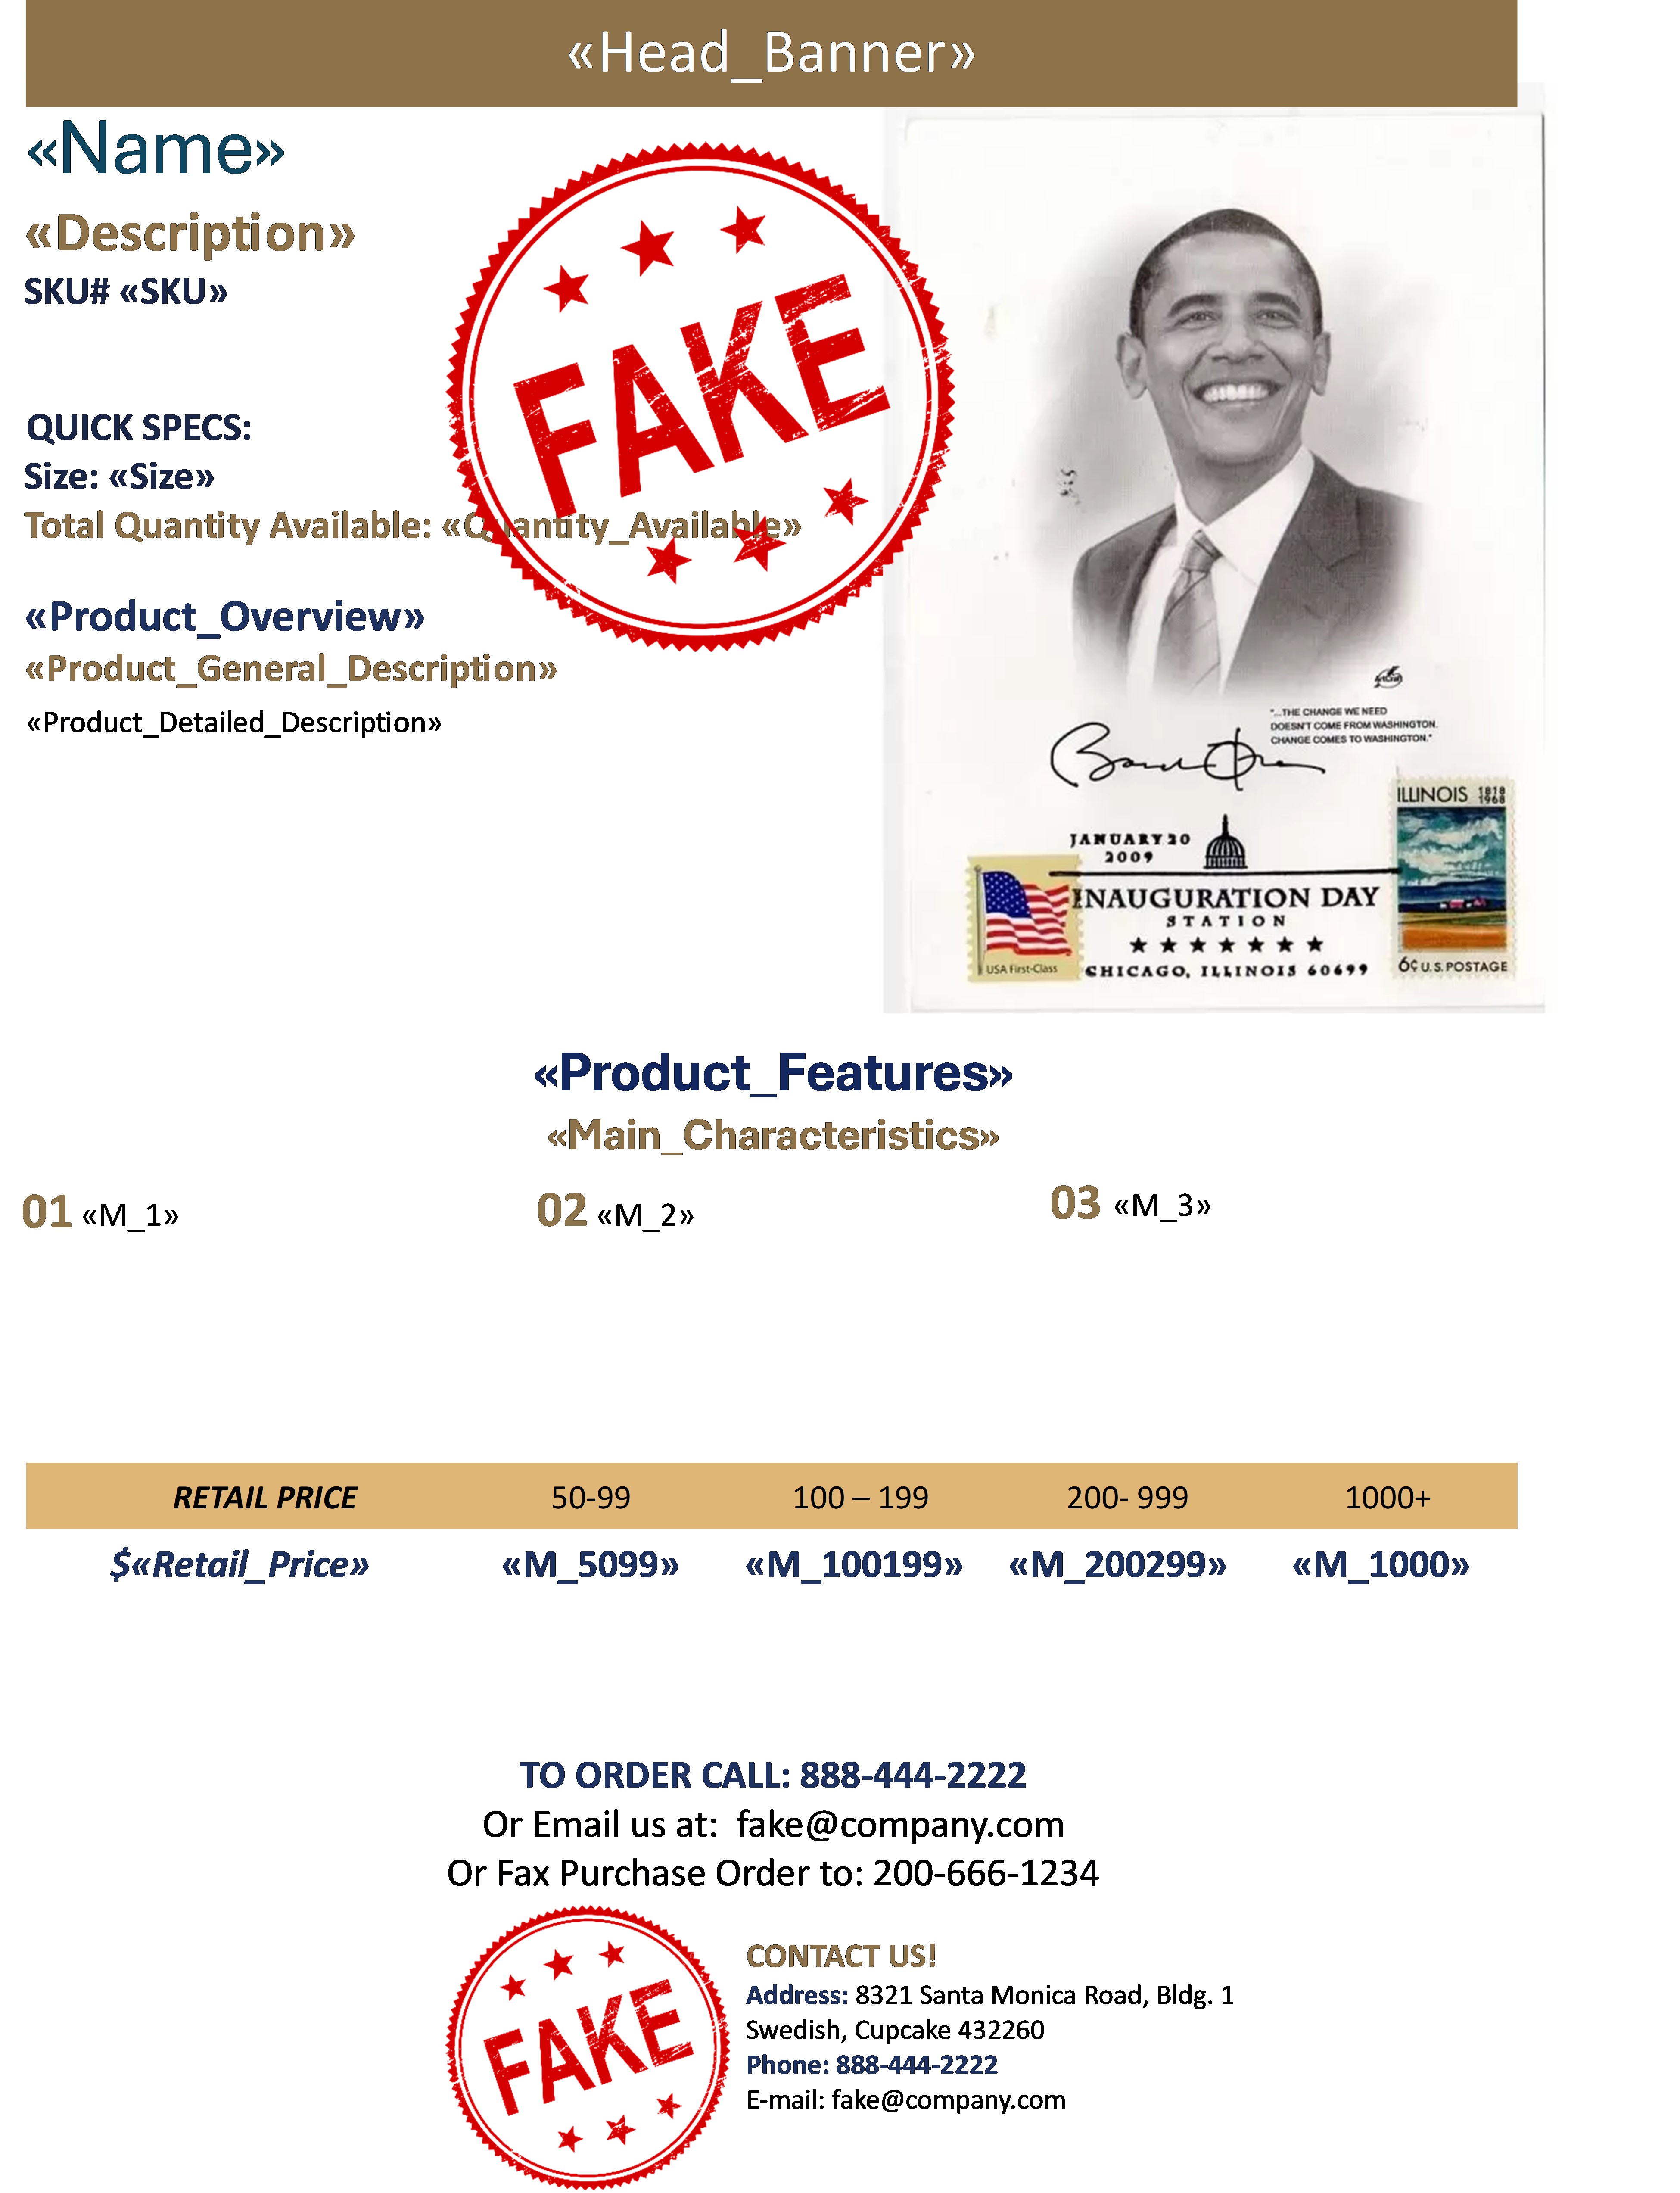 «Head_Banner»
«Name»
«Description»
SKU# «SKU»
FAKE
QUICK SPECS:
Size: «Size»
Total Quantity Available: «Quantity_Available»
«Product_Overview»
«Product_General_Description»
«Product_Detailed_Description»
ArtCraft
"...THE CHANGE WE NEED
DOESN'T COME FROM WASHINGTON.
CHANGE COMES TO WASHINGTON."
ILLINOIS 1818 1968
JANUARY 20
2009
INAUGURATION DAY
STATION
USA First-Class
CHICAGO, ILLINOIS 60699
6¢ U.S. POSTAGE
«Product_Features»
«Main_Characteristics»
01 «M_1»
02 «M_2»
03 «M_3»
RETAIL PRICE 50-99 100 – 199 200- 999 1000+
$«Retail_Price» «M_5099» «M_100199» «M_200299» «M_1000»
TO ORDER CALL: 888-444-2222
Or Email us at: fake@company.com
Or Fax Purchase Order to: 200-666-1234
FAKE
CONTACT US!
Address: 8321 Santa Monica Road, Bldg. 1
Swedish, Cupcake 432260
Phone: 888-444-2222
E-mail: fake@company.com